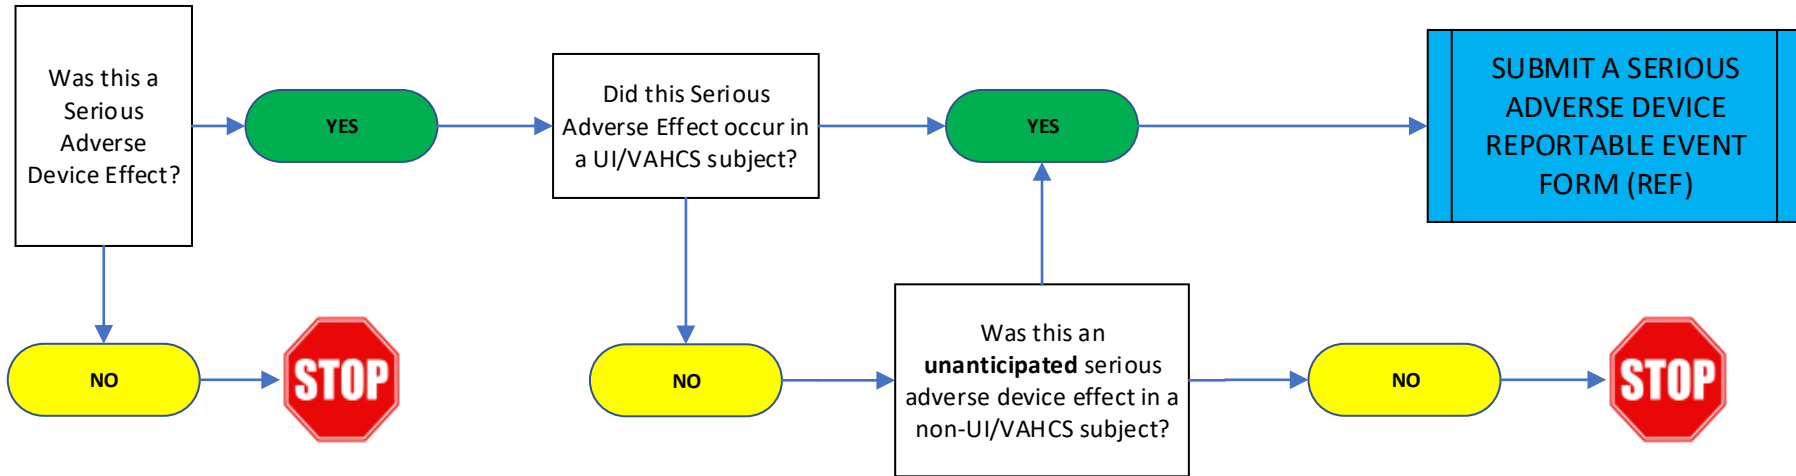 Was this a
Serious
Adverse
Device Effect?
YES
Did this Serious
Adverse Effect occur in
a UI/VAHCS subject?
YES
SUBMIT A SERIOUS
ADVERSE DEVICE
REPORTABLE EVENT
FORM (REF)
NO
STOP
NO
Was this an
unanticipated serious
adverse device effect in a
non-UI/VAHCS subject?
NO
STOP